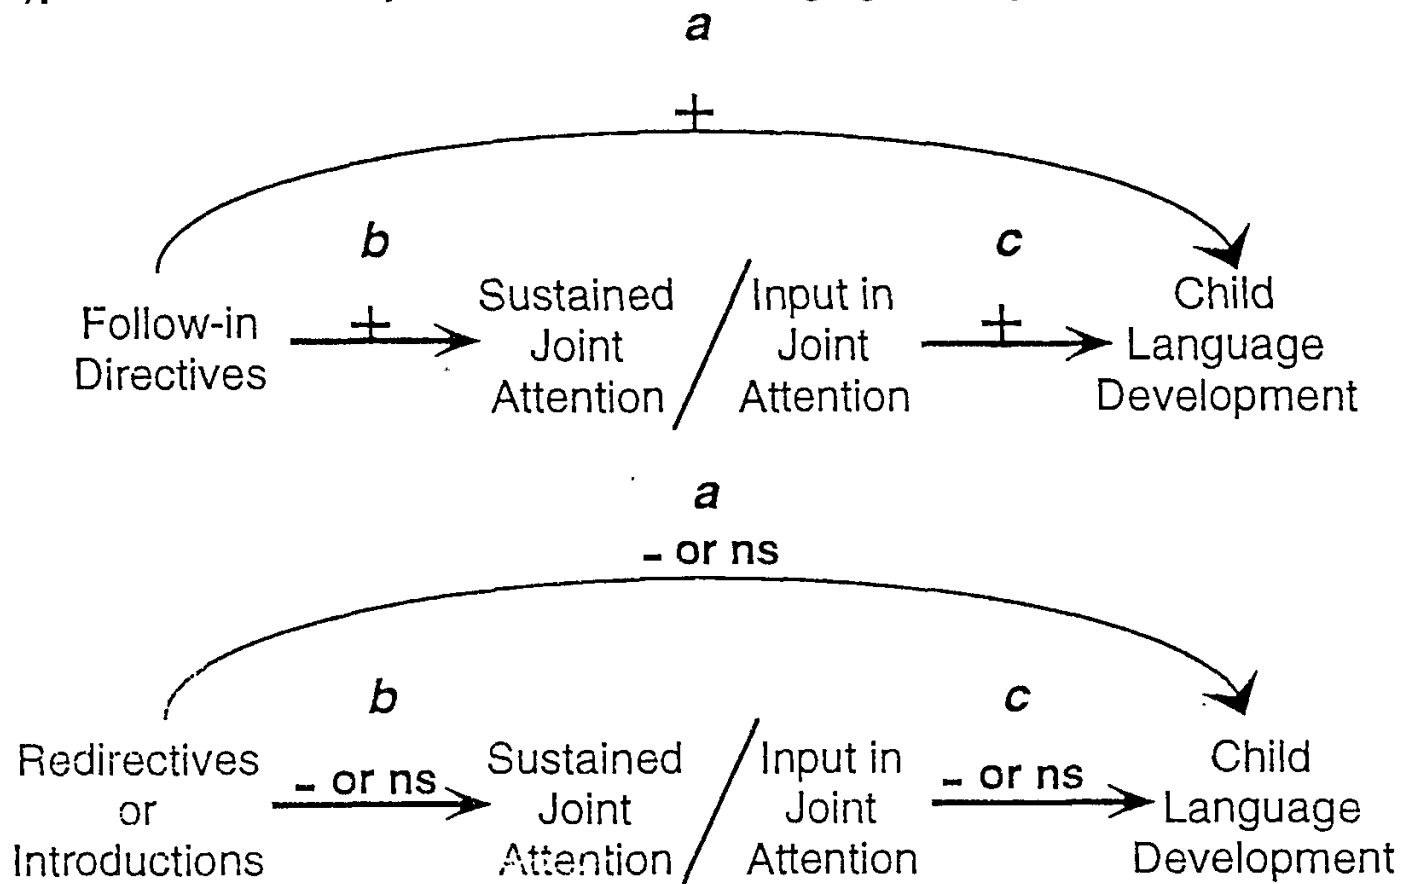 a
+
b
c
Follow-in
Directives
+
Sustained
Joint
Attention
/
Input in
Joint
Attention
+
Child
Language
Development
a
- or ns
b
c
Redirectives
or
Introductions
- or ns
Sustained
Joint
Attention
/
Input in
Joint
Attention
- or ns
Child
Language
Development